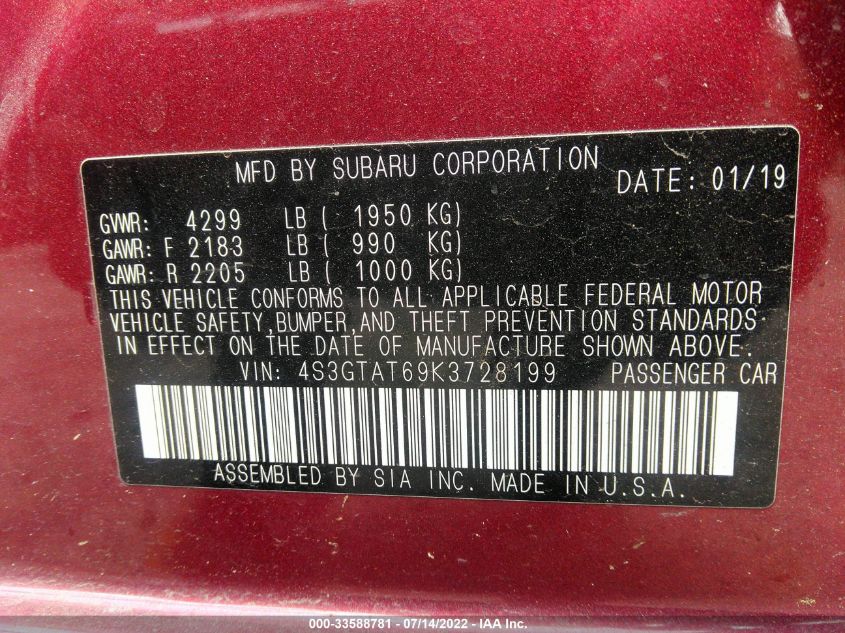 MFD BY SUBARU CORPORATION DATE: 01/19
GVWR: 4299 LB ( 1950 KG)
GAWR: F 2183 LB ( 990 KG)
GAWR: R 2205 LB ( 1000 KG)
THIS VEHICLE CONFORMS TO ALL APPLICABLE FEDERAL MOTOR
VEHICLE SAFETY,BUMPER,AND THEFT PREVENTION STANDARDS
IN EFFECT ON THE DATE OF MANUFACTURE SHOWN ABOVE.
VIN: 4S3GTAT69K3728199 PASSENGER CAR
ASSEMBLED BY SIA INC. MADE IN U.S.A.
000-33588781 - 07/14/2022 - IAA Inc.